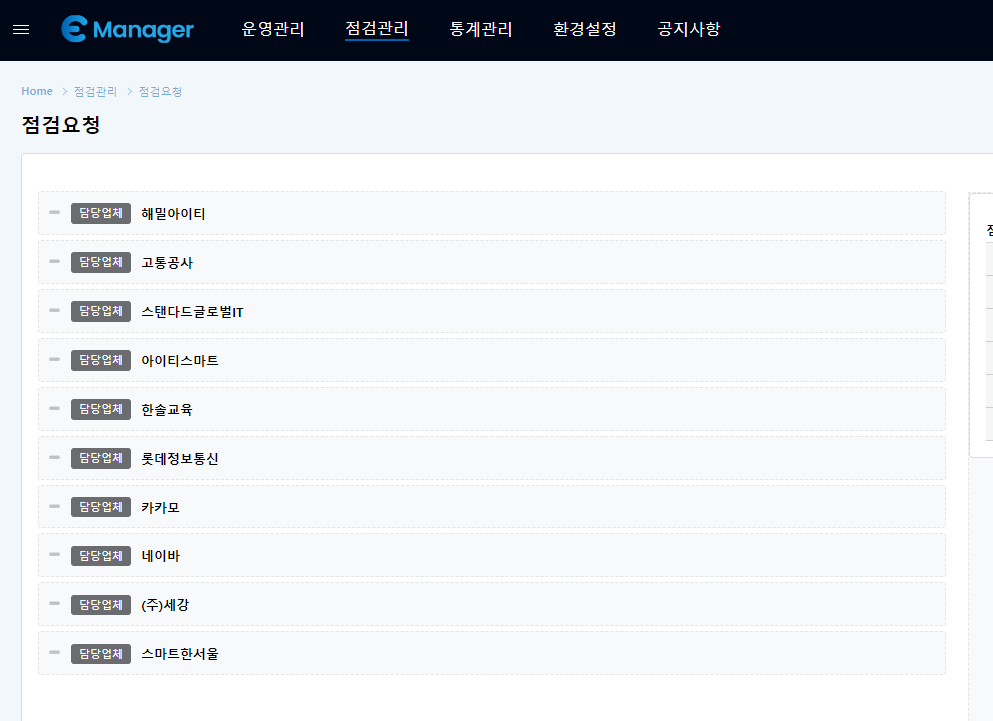 Manager 운영관리 점검관리 통계관리 환경설정 공지사항
Home > 점검관리 > 점검요청
점검요청
담당업체 해밀아이티
담당업체 고통공사
담당업체 스탠다드글로벌IT
담당업체 아이티스마트
담당업체 한솔교육
담당업체 롯데정보통신
담당업체 카카모
담당업체 네이바
담당업체 (주)세강
담당업체 스마트한서울